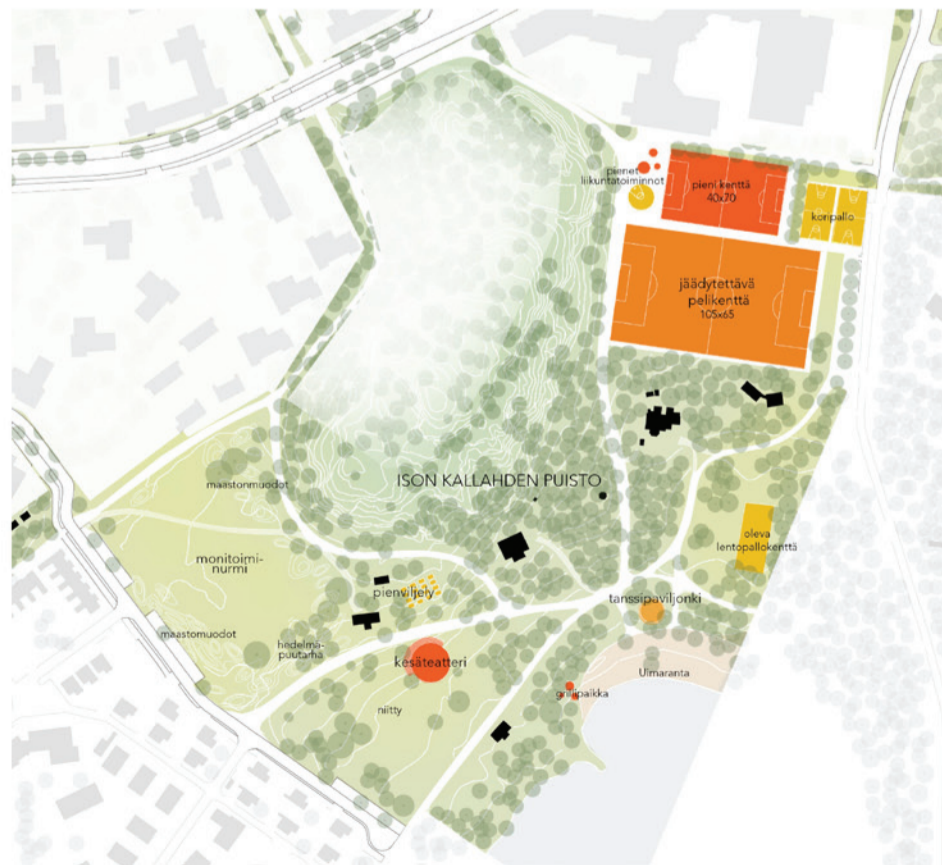 pienet
liikuntatoiminnot
pieni kenttä
40x70
koripallo
jäädytettävä
pelikenttä
105x65
ISON KALLAHDEN PUISTO
maastonmuodot
monitoimi-
nurmi
oleva
lentopallokenttä
pienviljely
tanssipaviljonki
maastomuodot
hedelmä-
puutarha
kesäteatteri
Uimaranta
grillipaikka
niitty